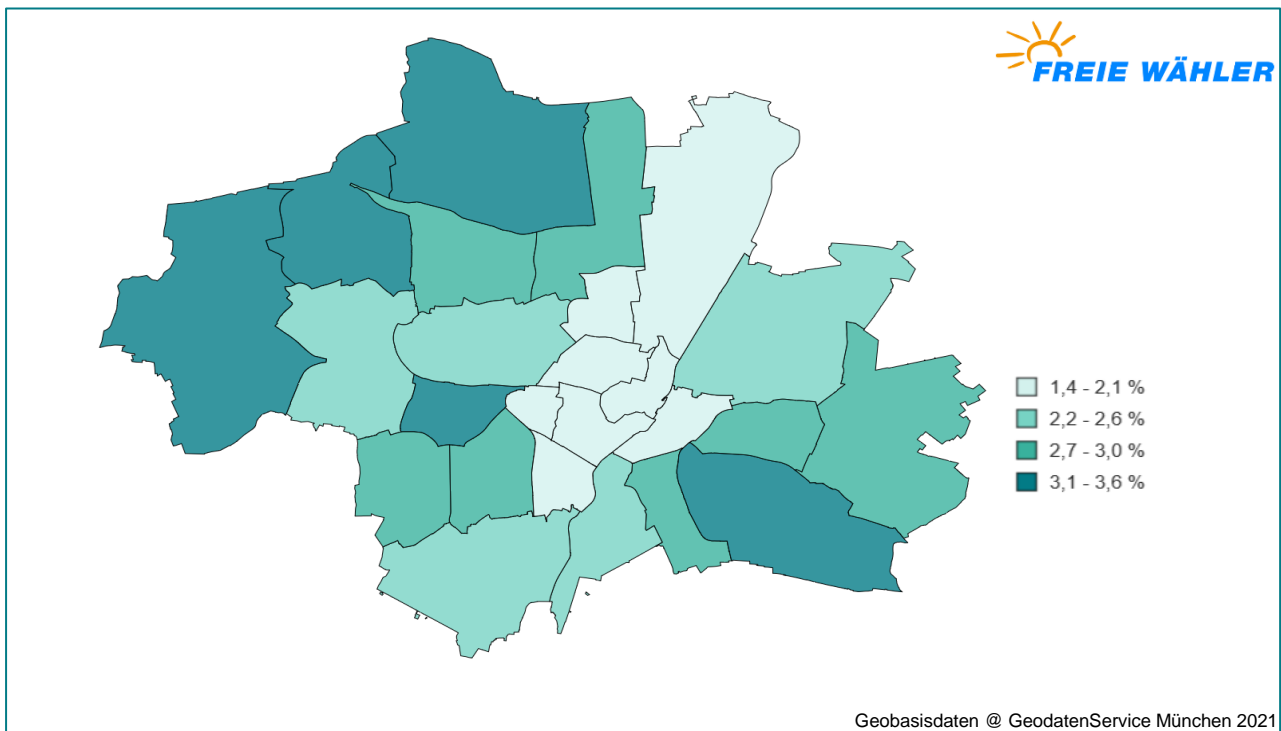 FREIE WÄHLER
1,4 - 2,1 %
2,2 - 2,6 %
2,7 - 3,0 %
3,1 - 3,6 %
Geobasisdaten @ GeodatenService München 2021